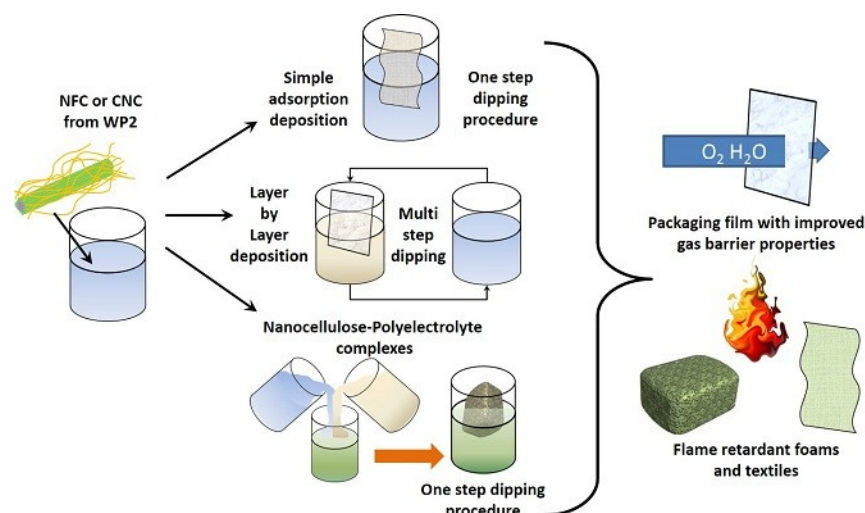 NFC or CNC
from WP2
Simple
adsorption
deposition
One step
dipping
procedure
Layer
by
Layer
deposition
Multi
step
dipping
Nanocellulose-Polyelectrolyte
complexes
One step dipping
procedure
O₂ H₂O
Packaging film with improved
gas barrier properties
Flame retardant foams
and textiles